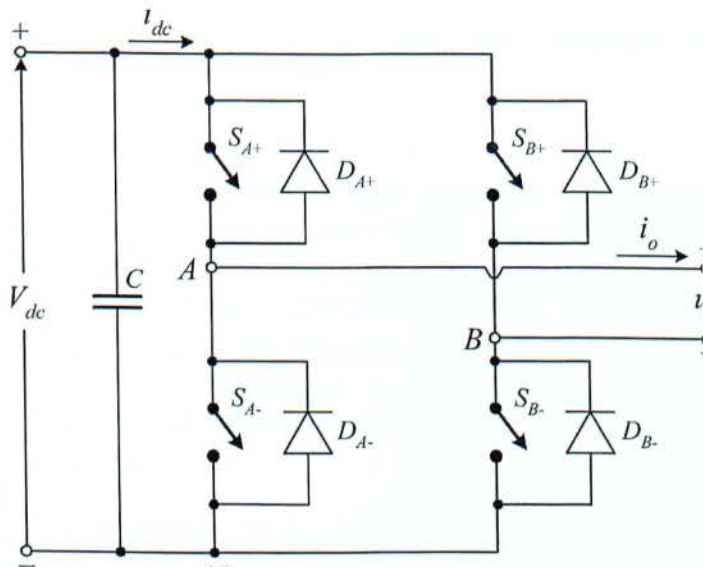 + i_dc
S_A+ D_A+ S_B+ D_B+
i_o
A
V_dc C
B
S_A- D_A- S_B- D_B-
−